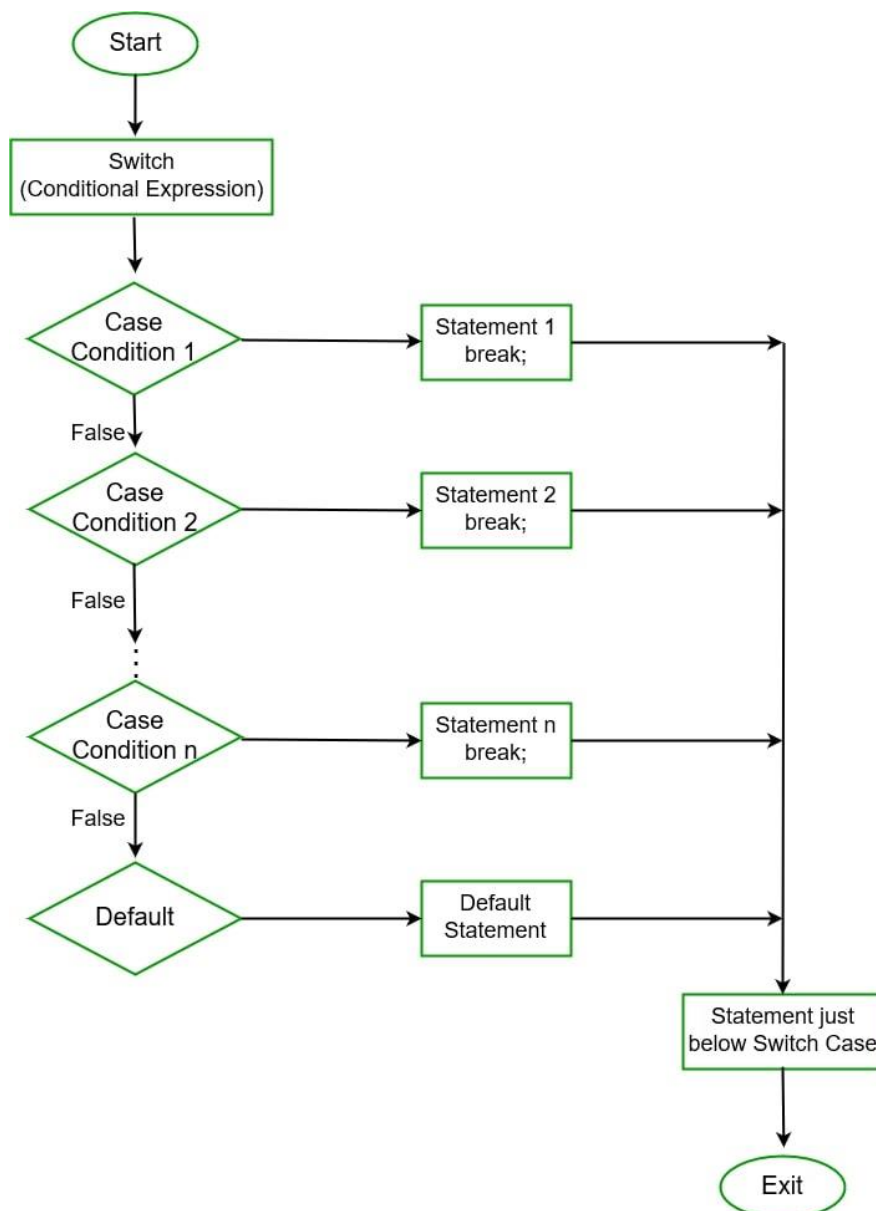 Start
Switch
(Conditional Expression)
Case
Condition 1
Statement 1
break;
False
Case
Condition 2
Statement 2
break;
False
Case
Condition n
Statement n
break;
False
Default
Default
Statement
Statement just
below Switch Case
Exit